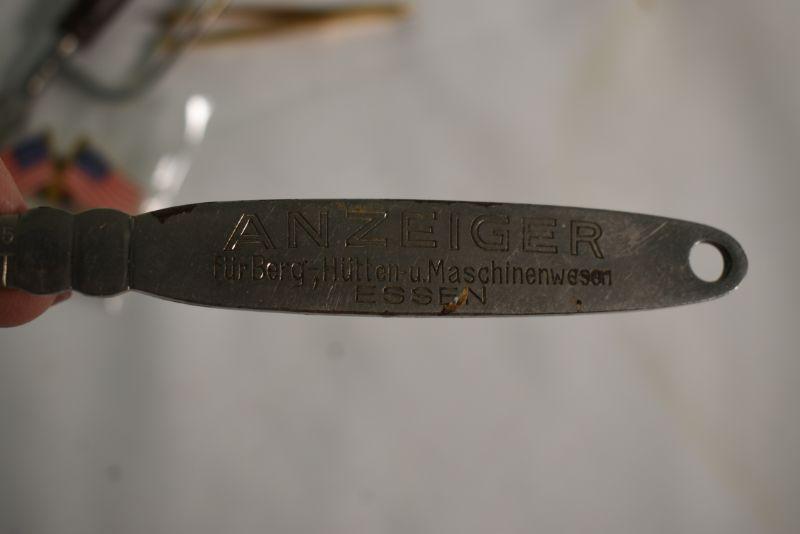 ANZEIGER
für Berg-, Hütten- u. Maschinenwesen
ESSEN